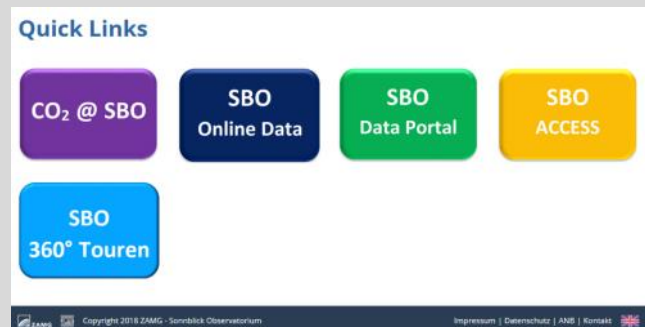 Quick Links
CO₂ @ SBO
SBO
Online Data
SBO
Data Portal
SBO
ACCESS
SBO
360° Touren
ZAMG
Copyright 2018 ZAMG - Sonnblick Observatorium
Impressum | Datenschutz | ANB | Kontakt